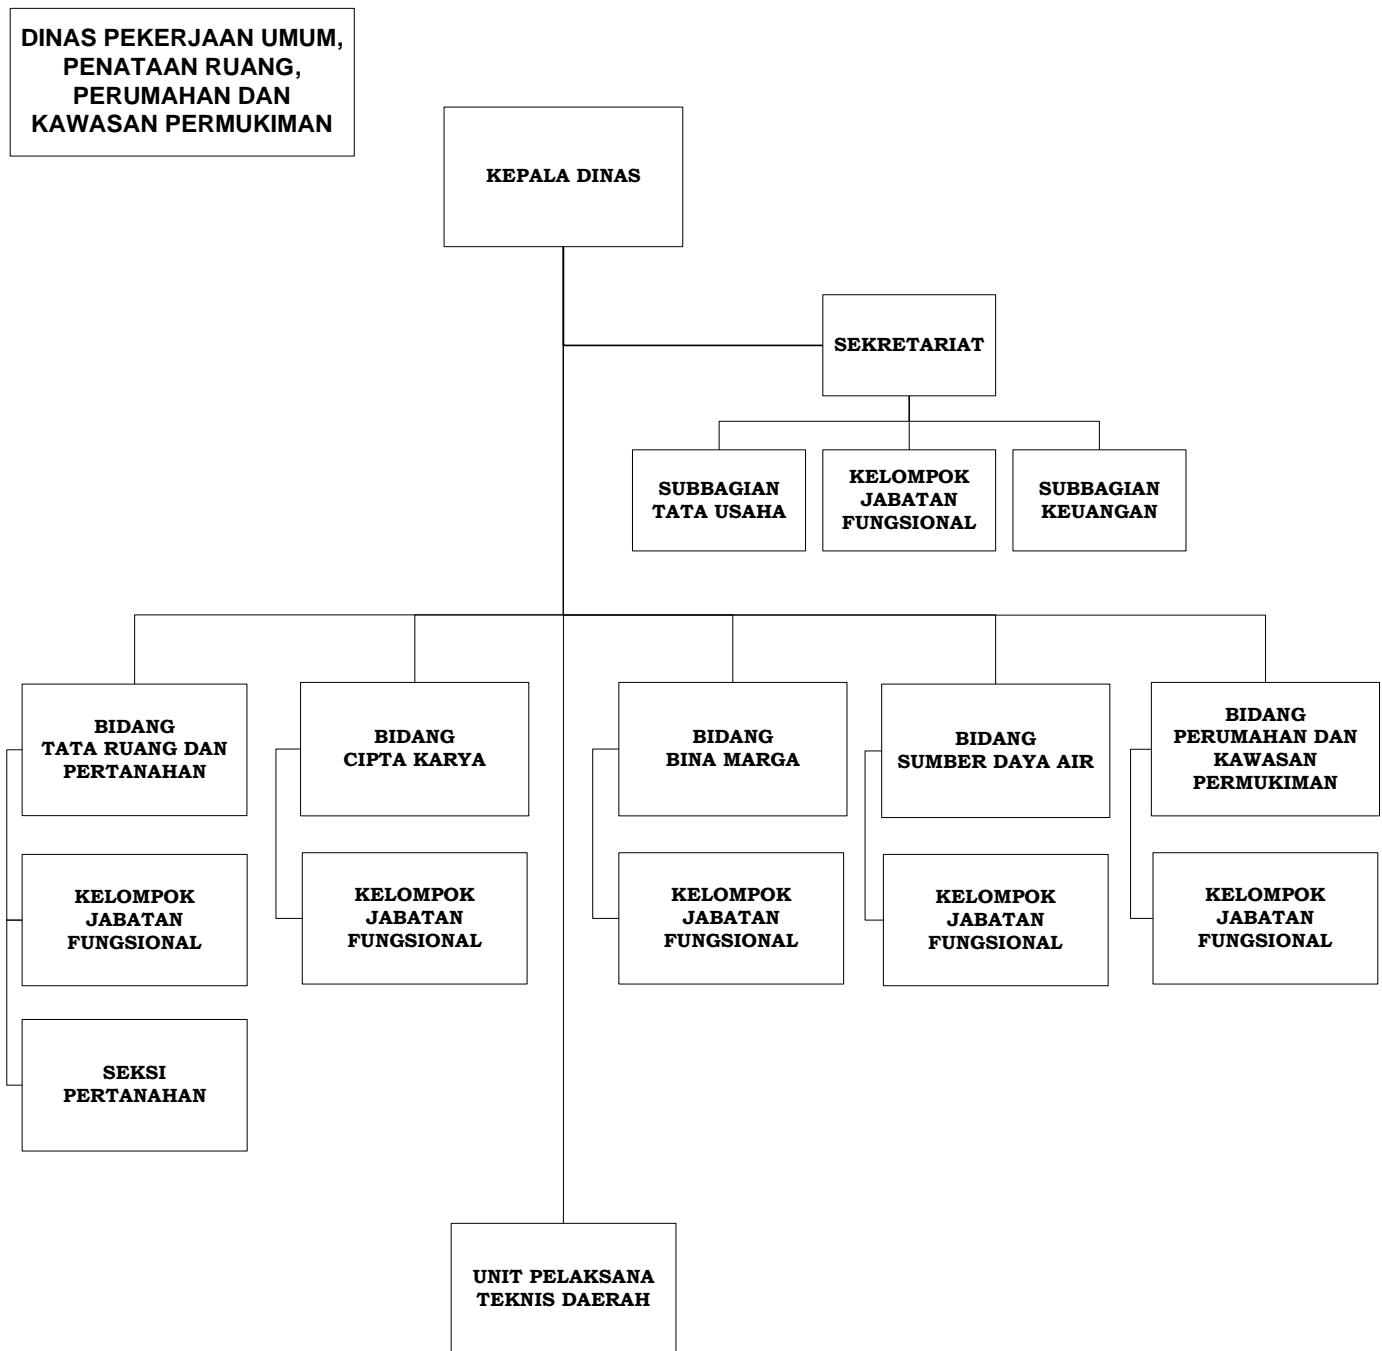 DINAS PEKERJAAN UMUM,
PENATAAN RUANG,
PERUMAHAN DAN
KAWASAN PERMUKIMAN
KEPALA DINAS
SEKRETARIAT
SUBBAGIAN
TATA USAHA
KELOMPOK
JABATAN
FUNGSIONAL
SUBBAGIAN
KEUANGAN
BIDANG
TATA RUANG DAN
PERTANAHAN
BIDANG
CIPTA KARYA
BIDANG
BINA MARGA
BIDANG
SUMBER DAYA AIR
BIDANG
PERUMAHAN DAN
KAWASAN
PERMUKIMAN
KELOMPOK
JABATAN
FUNGSIONAL
KELOMPOK
JABATAN
FUNGSIONAL
KELOMPOK
JABATAN
FUNGSIONAL
KELOMPOK
JABATAN
FUNGSIONAL
KELOMPOK
JABATAN
FUNGSIONAL
SEKSI
PERTANAHAN
UNIT PELAKSANA
TEKNIS DAERAH